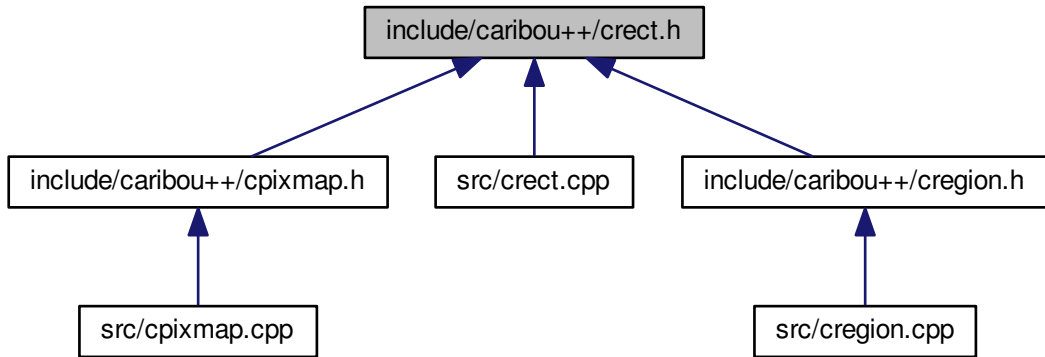 include/caribou++/crect.h
include/caribou++/cpixmap.h
src/crect.cpp
include/caribou++/cregion.h
src/cpixmap.cpp
src/cregion.cpp